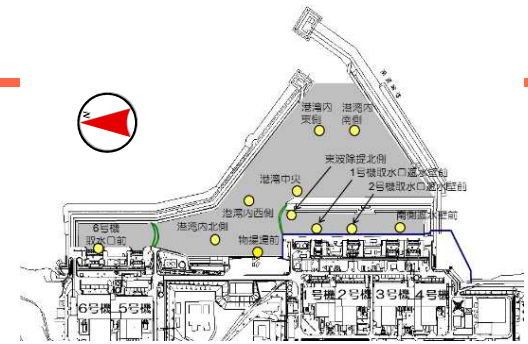 港湾内
東側
港湾内
南側
N
東波除堤北側
1号機取水口遮水壁前
2号機取水口遮水壁前
港湾中央
港湾内西側
南側遮水壁前
6号機
取水口前
港湾内北側
物揚場前
6号機
5号機
1号機
2号機
3号機
4号機